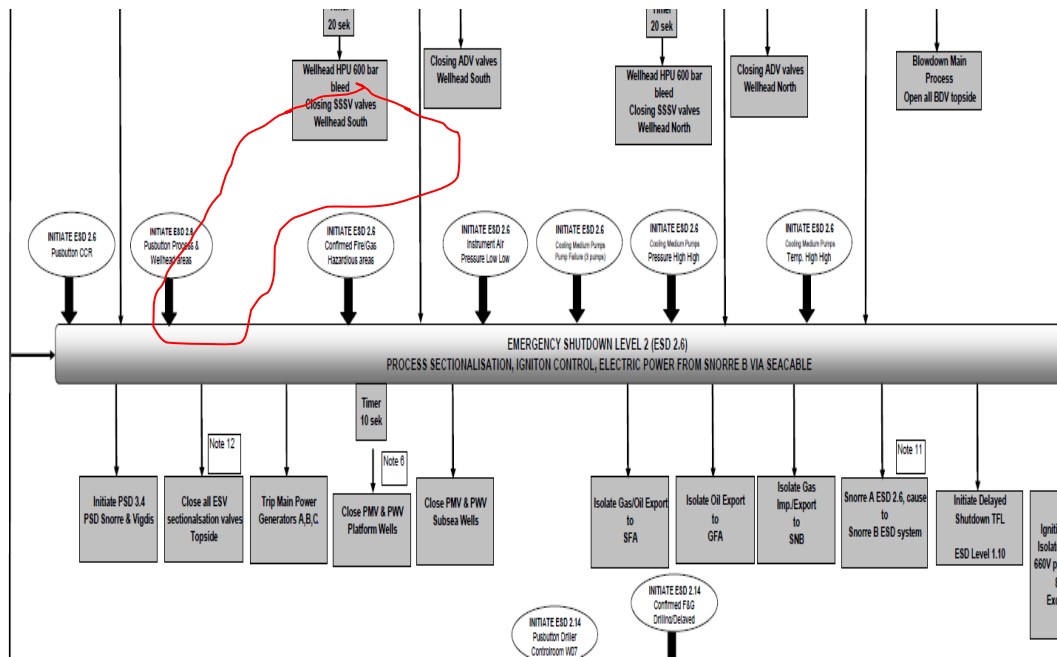 Timer
20 sek
Timer
20 sek
Wellhead HPU 600 bar
bleed
Closing SSSV valves
Wellhead South
Closing ADV valves
Wellhead South
Wellhead HPU 600 bar
bleed
Closing SSSV valves
Wellhead North
Closing ADV valves
Wellhead North
Blowdown Main
Process
Open all BDV topside
INITIATE ESD 2.6
Pusbutton CCR
INITIATE ESD 2.6
Pusbutton Process &
Wellhead areas
INITIATE ESD 2.6
Confirmed Fire/Gas
Hazardious areas
INITIATE ESD 2.6
Instrument Air
Pressure Low Low
INITIATE ESD 2.6
Cooling Medium Pumps
Pump Failure (3 pumps)
INITIATE ESD 2.6
Cooling Medium Pumps
Pressure High High
INITIATE ESD 2.6
Cooling Medium Pumps
Temp. High High
EMERGENCY SHUTDOWN LEVEL 2 (ESD 2.6)
PROCESS SECTIONALISATION, IGNITON CONTROL, ELECTRIC POWER FROM SNORRE B VIA SEACABLE
Timer
10 sek
Note 12
Note 6
Note 11
Initiate PSD 3.4
PSD Snorre & Vigdis
Close all ESV
sectionalsation valves
Topside
Trip Main Power
Generators A,B,C.
Close PMV & PWV
Platform Wells
Close PMV & PWV
Subsea Wells
Isolate Gas/Oil Export
to
SFA
Isolate Oil Export
to
GFA
Isolate Gas
Imp./Export
to
SNB
Snorre A ESD 2.6, cause
to
Snorre B ESD system
Initiate Delayed
Shutdown TFL
ESD Level 1.10
Isolate
INITIATE ESD 2.14
Confirmed F&G
Drilling/Delayed
INITIATE ESD 2.14
Pusbutton Driller
Controlroom W07